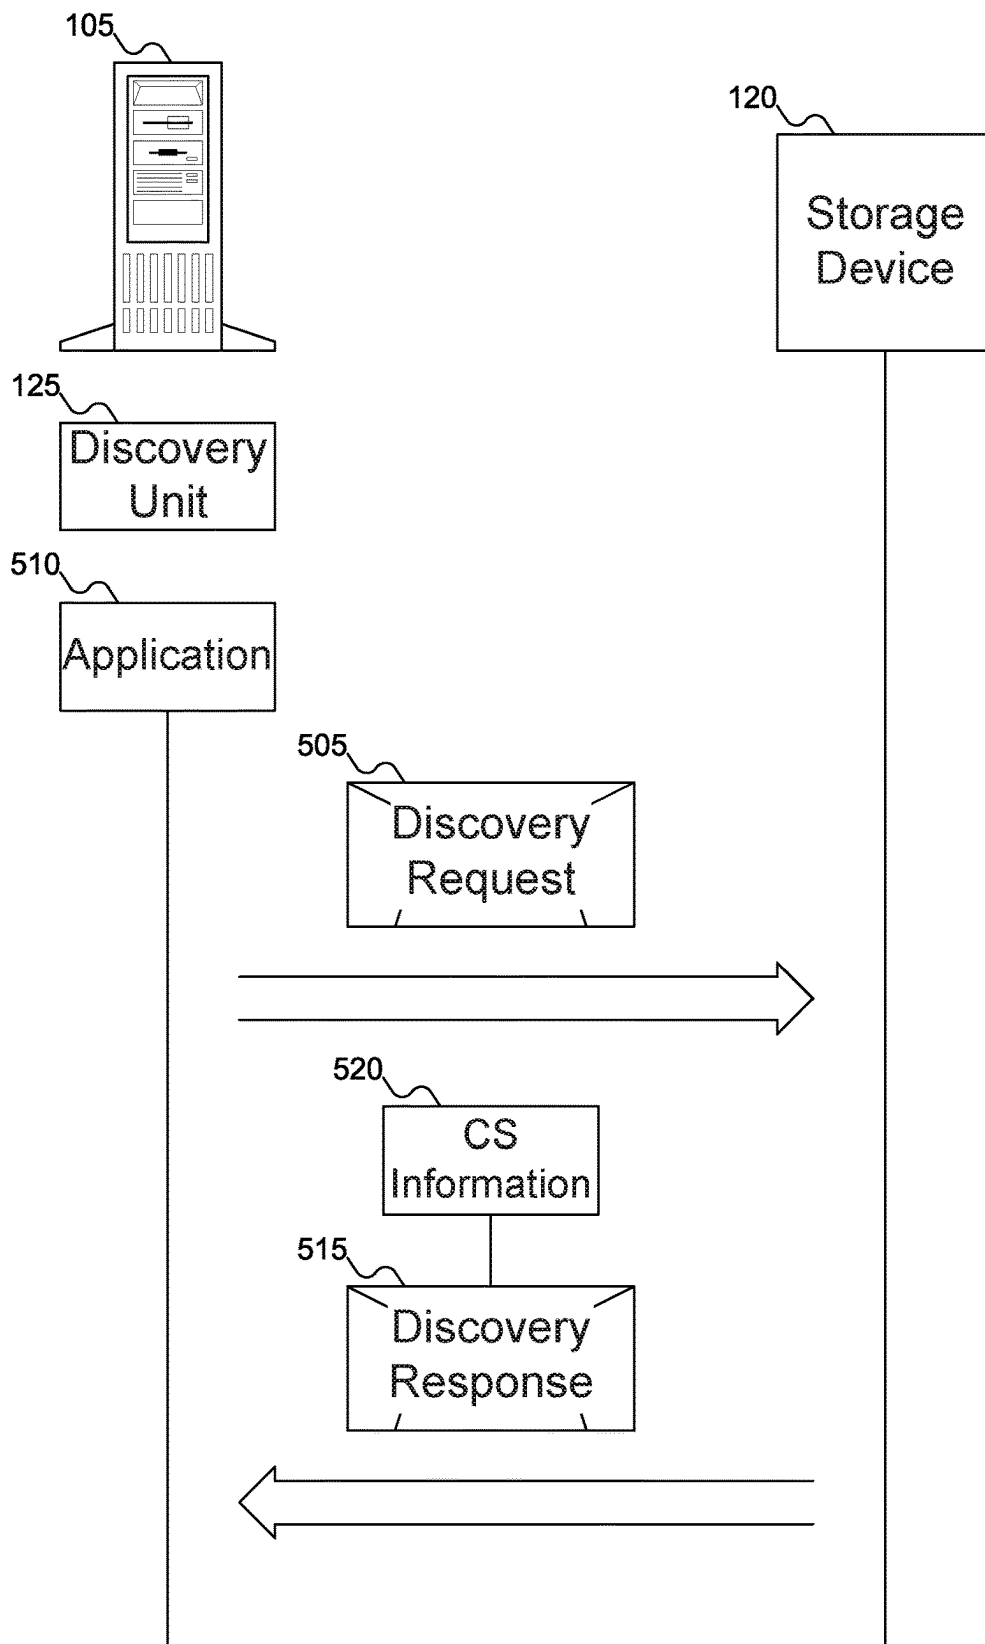 105
120
Storage
Device
125
Discovery
Unit
510
Application
505
Discovery
Request
520
CS
Information
515
Discovery
Response